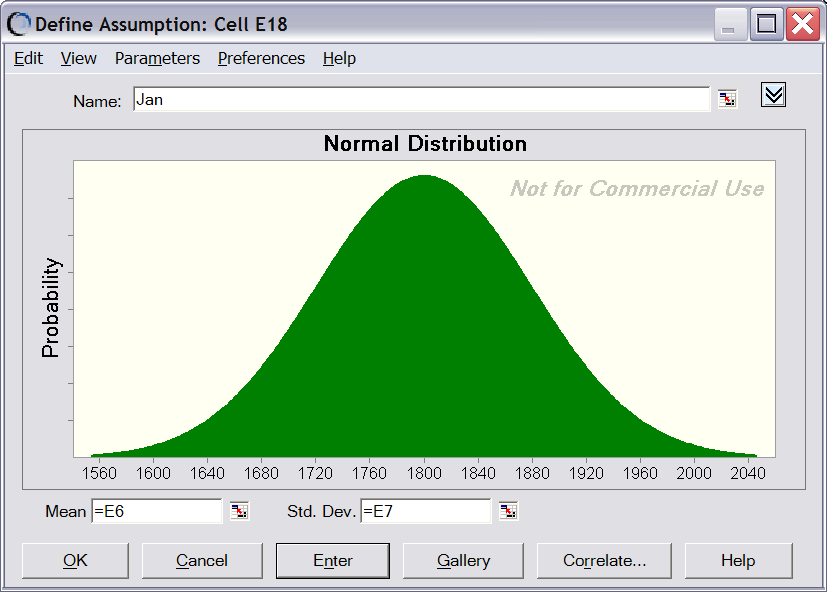 Define Assumption: Cell E18
Edit View Parameters Preferences Help
Name: Jan
Normal Distribution
Not for Commercial Use
Probability
1560 1600 1640 1680 1720 1760 1800 1840 1880 1920 1960 2000 2040
Mean =E6 Std. Dev. =E7
OK Cancel Enter Gallery Correlate... Help